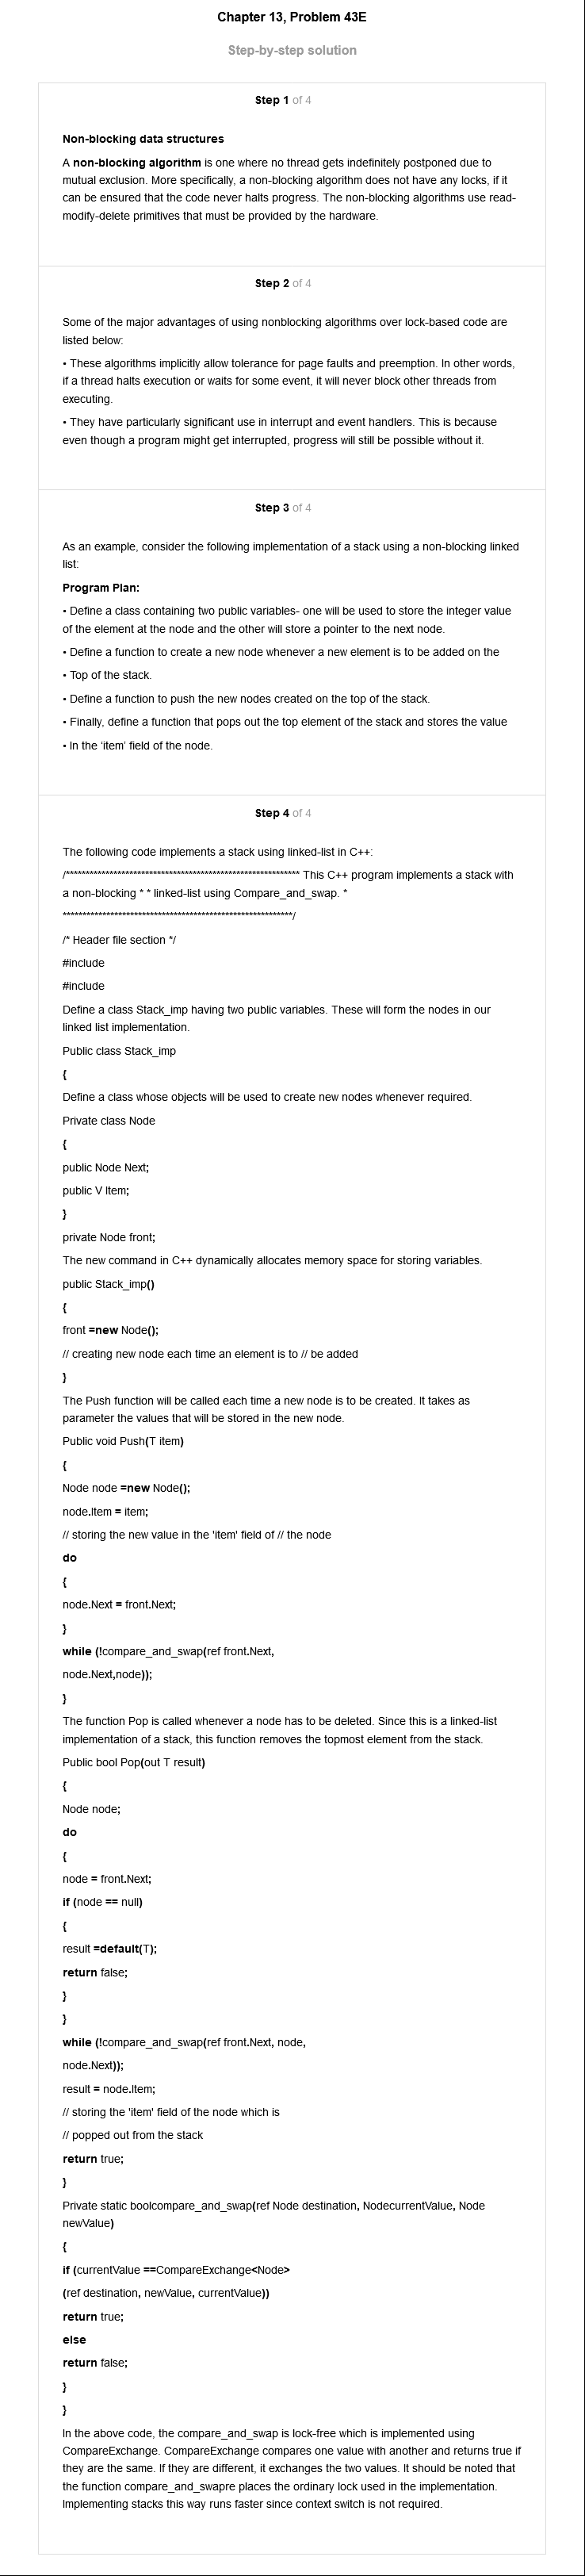 Chapter 13, Problem 43E
Step-by-step solution
Step 1 of 4
Non-blocking data structures
A non-blocking algorithm is one where no thread gets indefinitely postponed due to
mutual exclusion. More specifically, a non-blocking algorithm does not have any locks, if it
can be ensured that the code never halts progress. The non-blocking algorithms use read-
modify-delete primitives that must be provided by the hardware.
Step 2 of 4
Some of the major advantages of using nonblocking algorithms over lock-based code are
listed below:
• These algorithms implicitly allow tolerance for page faults and preemption. In other words,
if a thread halts execution or waits for some event, it will never block other threads from
executing.
• They have particularly significant use in interrupt and event handlers. This is because
even though a program might get interrupted, progress will still be possible without it.
Step 3 of 4
As an example, consider the following implementation of a stack using a non-blocking linked
list:
Program Plan:
• Define a class containing two public variables- one will be used to store the integer value
of the element at the node and the other will store a pointer to the next node.
• Define a function to create a new node whenever a new element is to be added on the
• Top of the stack.
• Define a function to push the new nodes created on the top of the stack.
• Finally, define a function that pops out the top element of the stack and stores the value
• In the ‘item’ field of the node.
Step 4 of 4
The following code implements a stack using linked-list in C++:
/*********************************************************** This C++ program implements a stack with
a non-blocking * * linked-list using Compare_and_swap. *
**********************************************************/
/* Header file section */
#include
#include
Define a class Stack_imp having two public variables. These will form the nodes in our
linked list implementation.
Public class Stack_imp
{
Define a class whose objects will be used to create new nodes whenever required.
Private class Node
{
public Node Next;
public V Item;
}
private Node front;
The new command in C++ dynamically allocates memory space for storing variables.
public Stack_imp()
{
front =new Node();
// creating new node each time an element is to // be added
}
The Push function will be called each time a new node is to be created. It takes as
parameter the values that will be stored in the new node.
Public void Push(T item)
{
Node node =new Node();
node.Item = item;
// storing the new value in the 'item' field of // the node
do
{
node.Next = front.Next;
}
while (!compare_and_swap(ref front.Next,
node.Next,node));
}
The function Pop is called whenever a node has to be deleted. Since this is a linked-list
implementation of a stack, this function removes the topmost element from the stack.
Public bool Pop(out T result)
{
Node node;
do
{
node = front.Next;
if (node == null)
{
result =default(T);
return false;
}
}
while (!compare_and_swap(ref front.Next, node,
node.Next));
result = node.Item;
// storing the 'item' field of the node which is
// popped out from the stack
return true;
}
Private static boolcompare_and_swap(ref Node destination, NodecurrentValue, Node
newValue)
{
if (currentValue ==CompareExchange<Node>
(ref destination, newValue, currentValue))
return true;
else
return false;
}
}
In the above code, the compare_and_swap is lock-free which is implemented using
CompareExchange. CompareExchange compares one value with another and returns true if
they are the same. If they are different, it exchanges the two values. It should be noted that
the function compare_and_swapre places the ordinary lock used in the implementation.
Implementing stacks this way runs faster since context switch is not required.